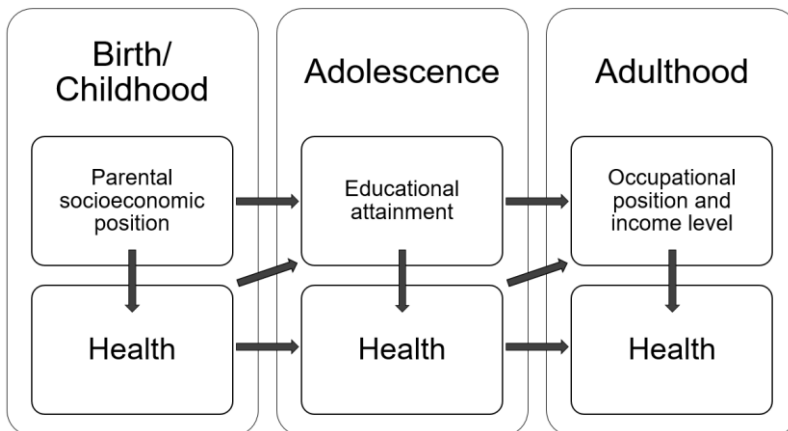 Birth/
Childhood
Adolescence
Adulthood
Parental
socioeconomic
position
Educational
attainment
Occupational
position and
income level
Health
Health
Health